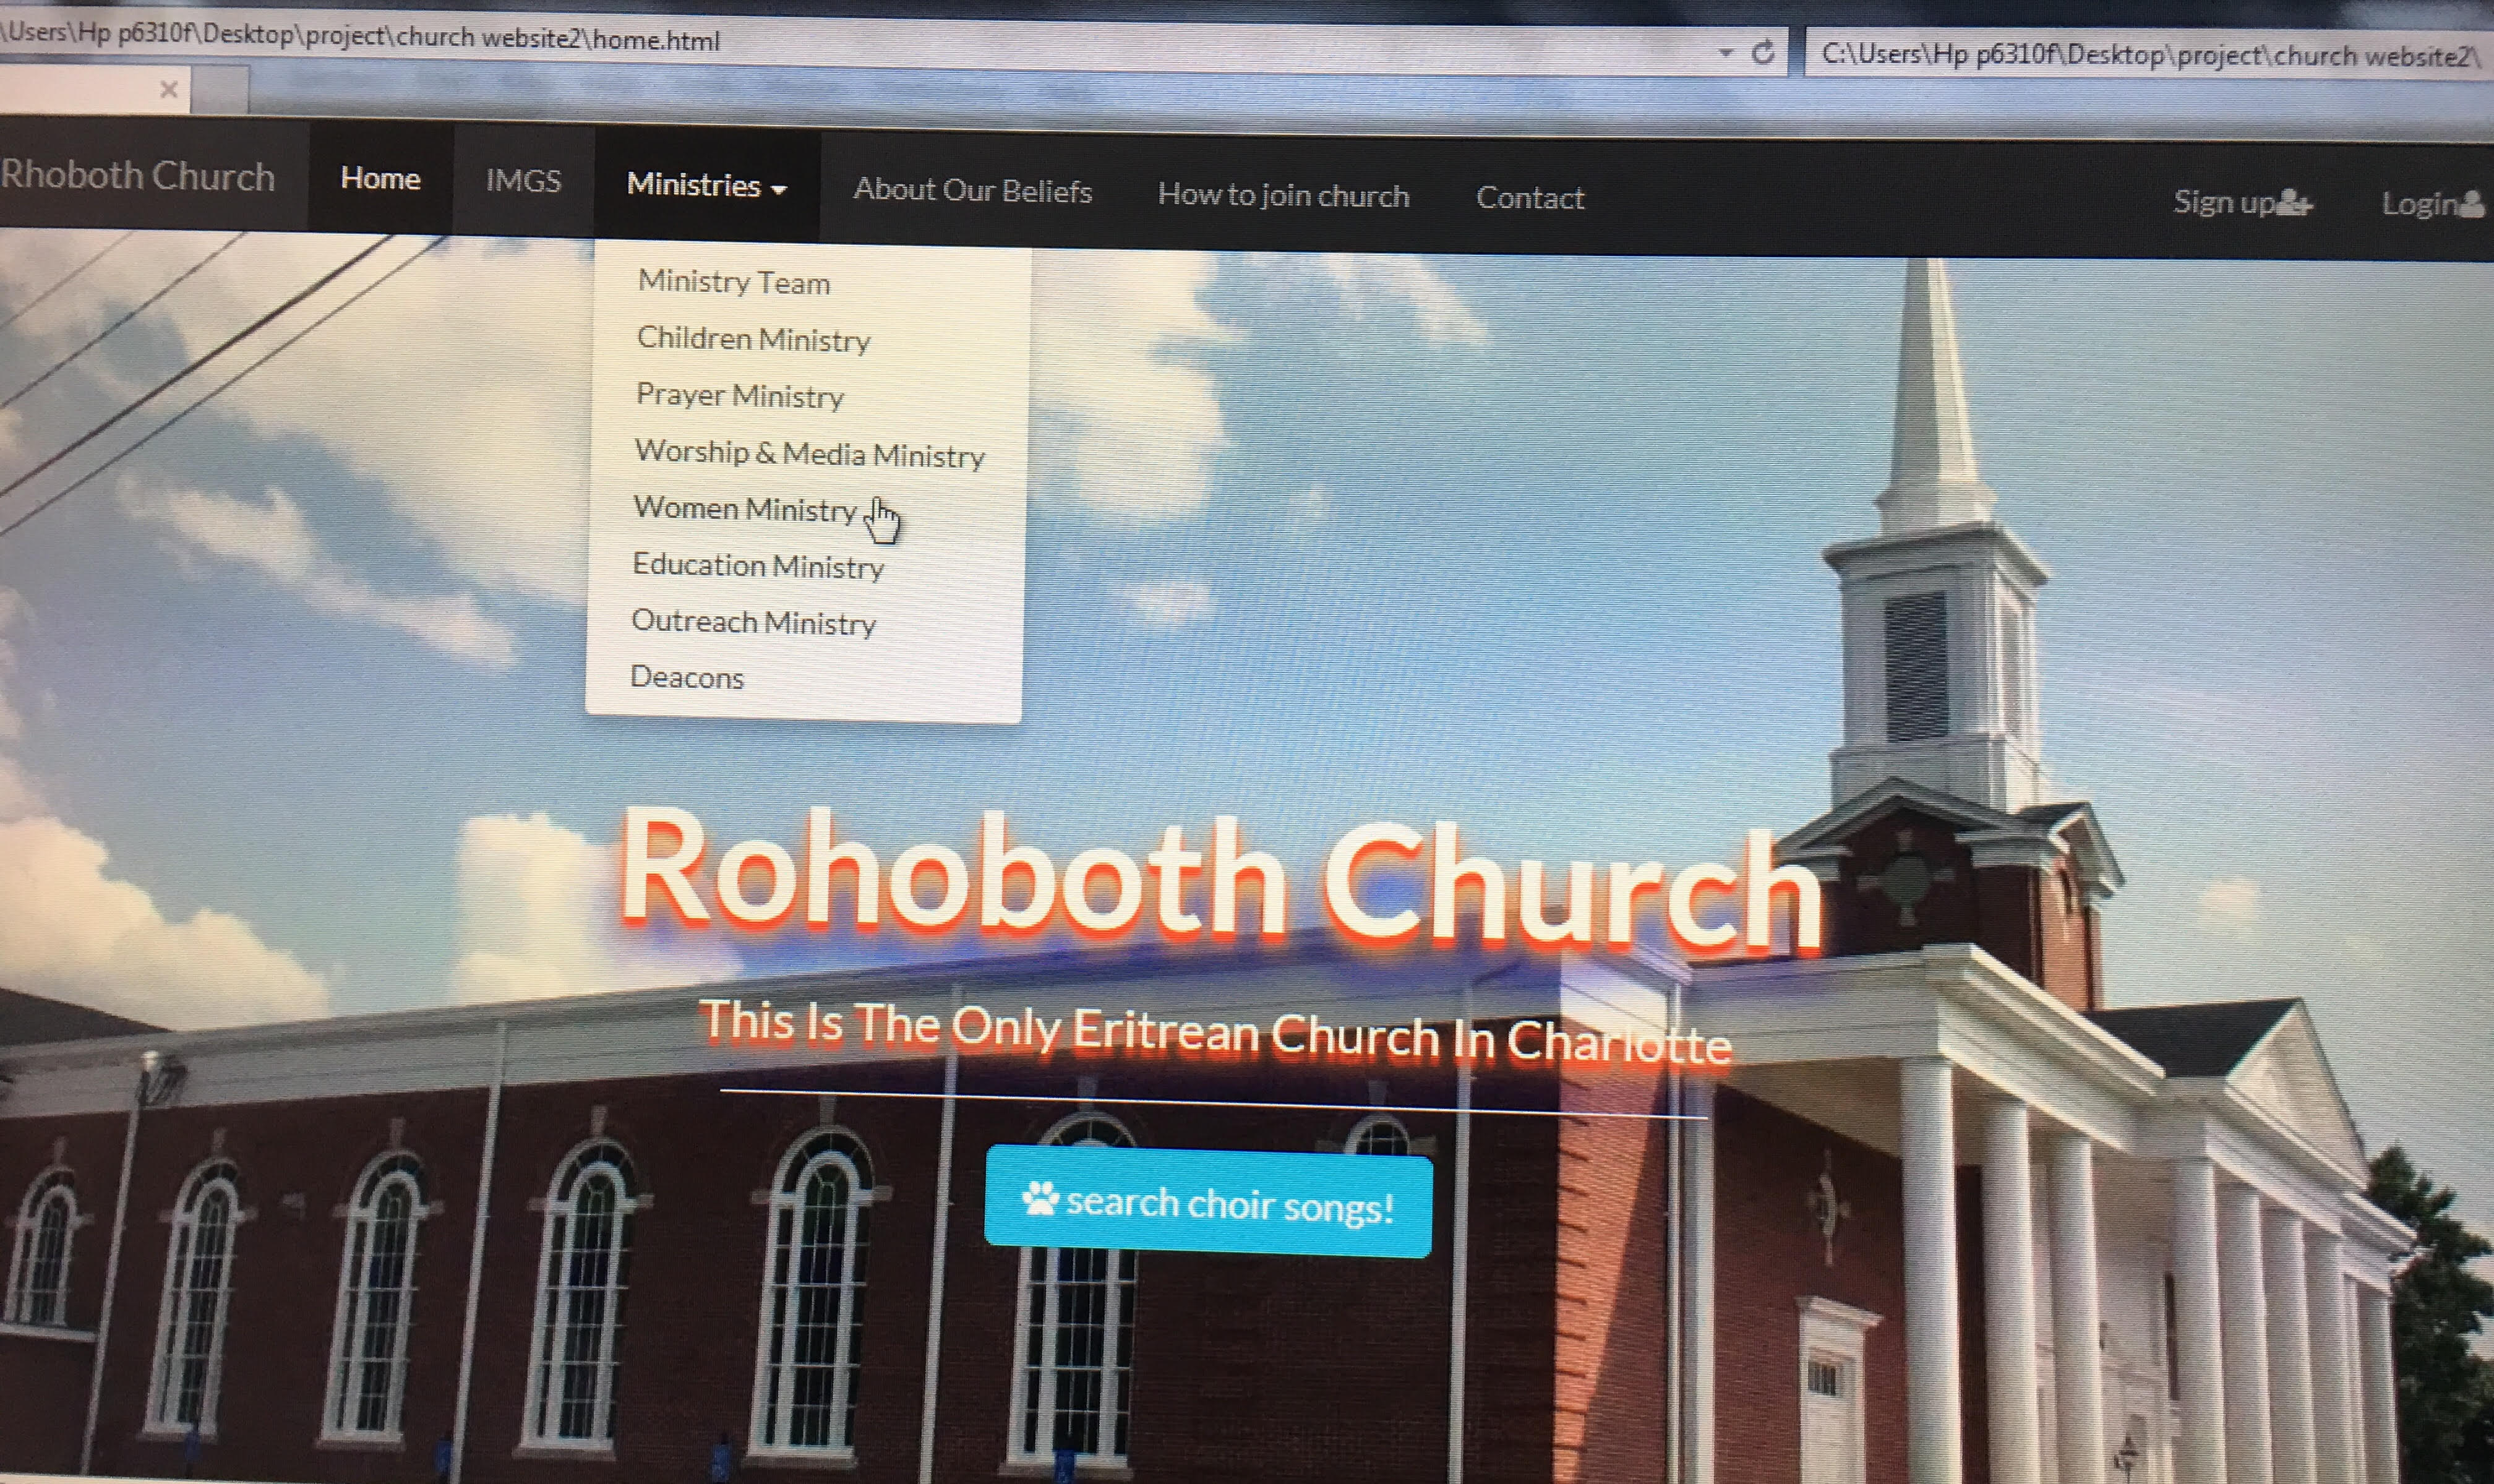 \Users\Hp p6310f\Desktop\project\church website2\home.html
C:\Users\Hp p6310f\Desktop\project\church website2\
Rhoboth Church Home IMGS Ministries About Our Beliefs How to join church Contact Sign up Login
Ministry Team
Children Ministry
Prayer Ministry
Worship & Media Ministry
Women Ministry
Education Ministry
Outreach Ministry
Deacons
Rohoboth Church
This Is The Only Eritrean Church In Charlotte
search choir songs!